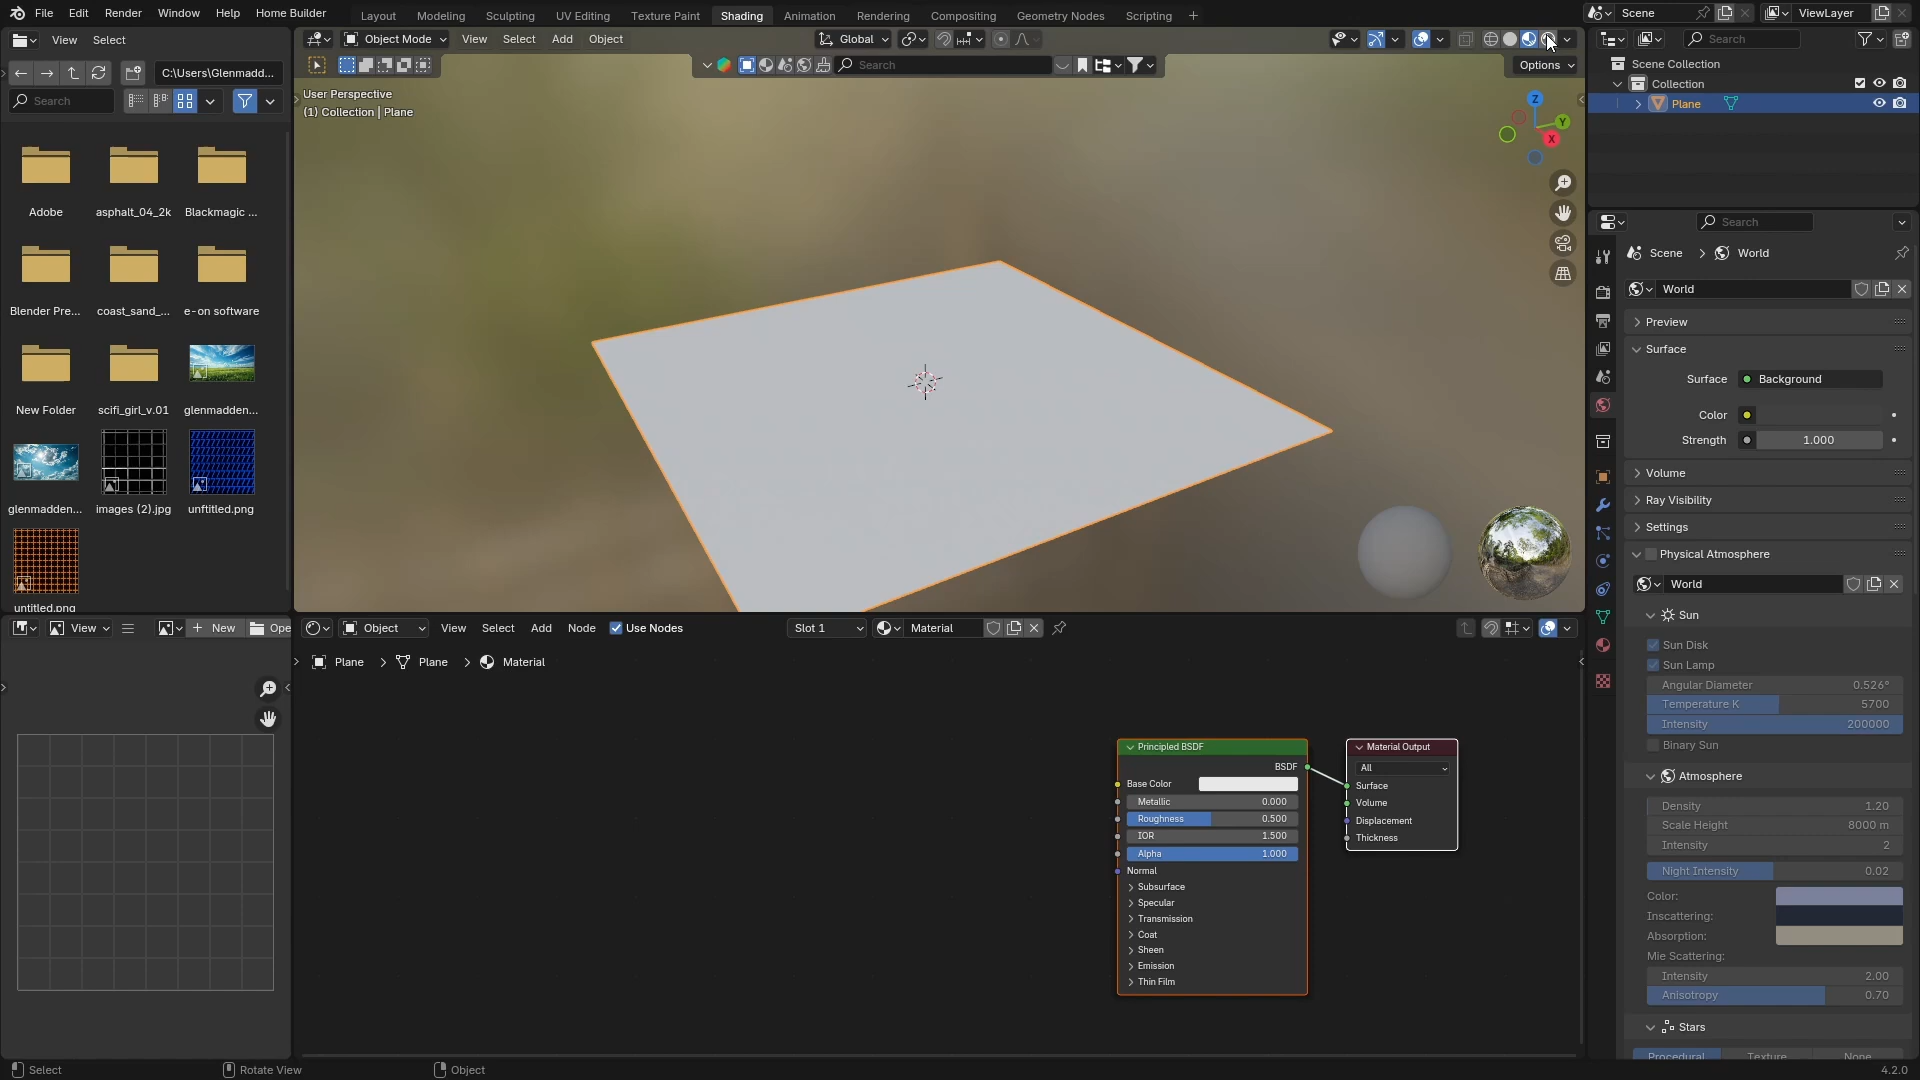 File Edit Render Window Help Home Builder
Layout Modeling Sculpting UV Editing Texture Paint Shading Animation Rendering Compositing Geometry Nodes Scripting +
Scene
ViewLayer
View Select
C:\Users\Glenmadd...
Search
Adobe
asphalt_04_2k
Blackmagic ...
Blender Pre...
coast_sand_...
e-on software
New Folder
scifi_girl_v.01
glenmadden...
glenmadden...
images (2).jpg
unftitled.png
untitled.png
Object Mode View Select Add Object
Global
Search
Options
User Perspective
(1) Collection | Plane
Z
Y
X
Search
Scene Collection
Collection
Plane
Search
Scene > World
World
Preview
Surface
Surface Background
Color
Strength 1.000
Volume
Ray Visibility
Settings
Physical Atmosphere
World
Sun
Sun Disk
Sun Lamp
Angular Diameter 0.526°
Temperature K 5700
Intensity 200000
Binary Sun
Atmosphere
Density 1.20
Scale Height 8000 m
Intensity 2
Night Intensity 0.02
Color:
Inscattering:
Absorption:
Mie Scattering:
Intensity 2.00
Anisotropy 0.70
Stars
Procedural Texture None
View
+ New
Ope
Object View Select Add Node Use Nodes
Slot 1
Material
Plane > Plane > Material
Principled BSDF
BSDF
Base Color
Metallic 0.000
Roughness 0.500
IOR 1.500
Alpha 1.000
Normal
Subsurface
Specular
Transmission
Coat
Sheen
Emission
Thin Film
Material Output
All
Surface
Volume
Displacement
Thickness
Select
Rotate View
Object
4.2.0